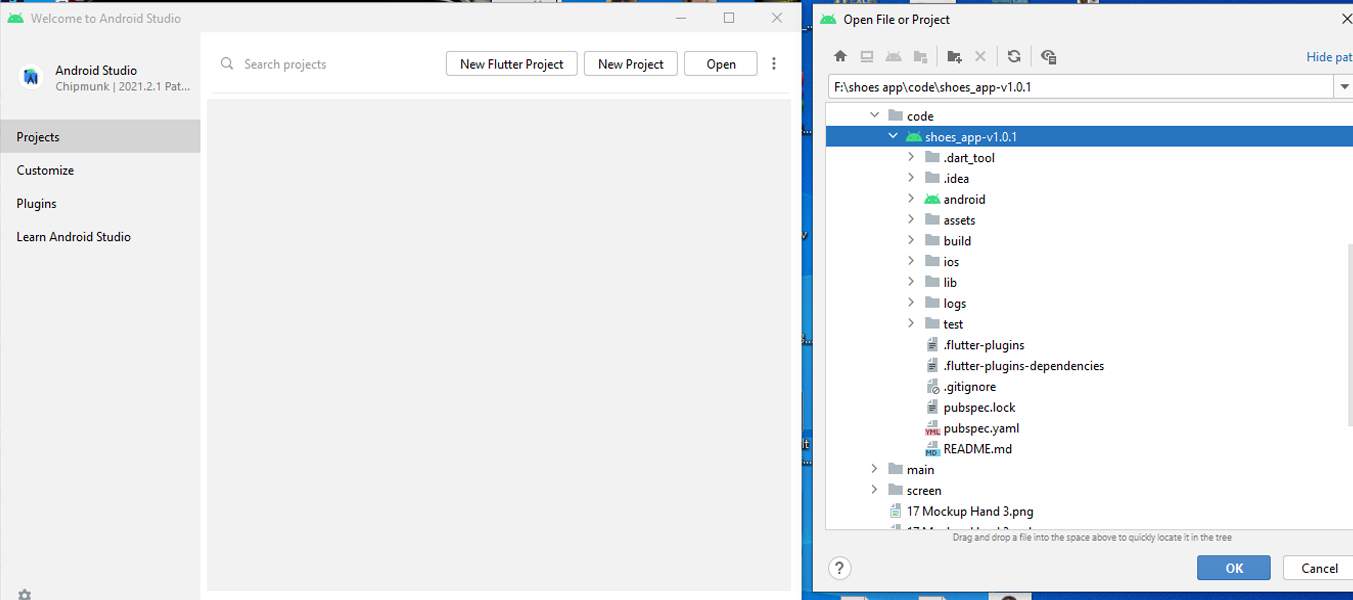 Welcome to Android Studio
Android Studio
Chipmunk | 2021.2.1 Pat...
Projects
Customize
Plugins
Learn Android Studio
Search projects
New Flutter Project
New Project
Open
Open File or Project
Hide pat
F:\shoes app\code\shoes_app-v1.0.1
code
shoes_app-v1.0.1
.dart_tool
.idea
android
assets
build
ios
lib
logs
test
.flutter-plugins
.flutter-plugins-dependencies
.gitignore
pubspec.lock
YML pubspec.yaml
MD README.md
main
screen
17 Mockup Hand 3.png
Drag and drop a file into the space above to quickly locate it in the tree
?
OK
Cancel